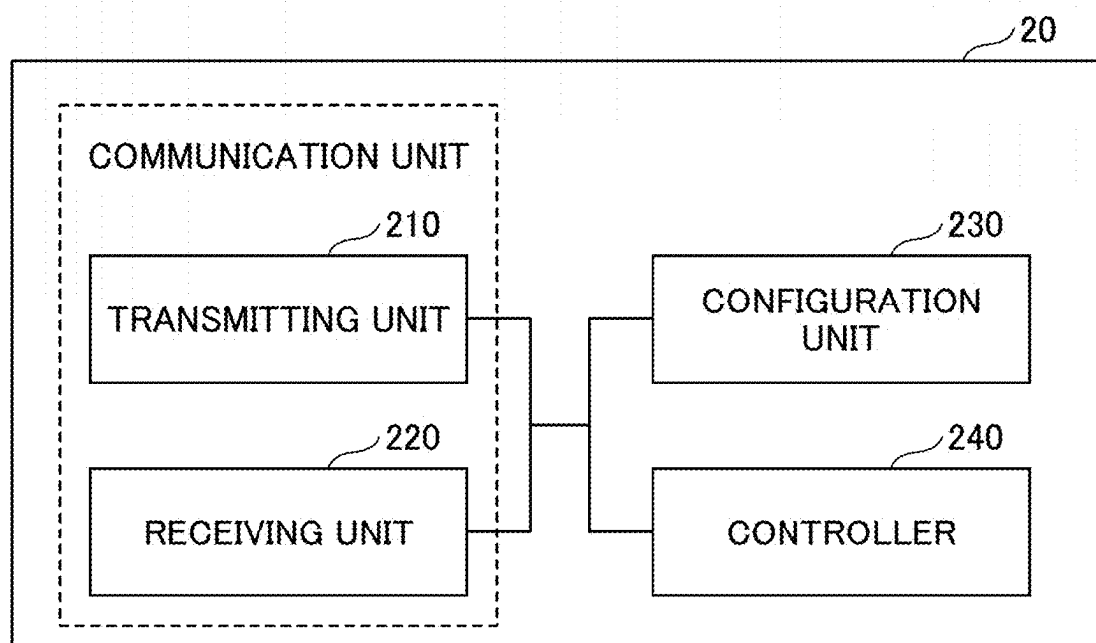 20
COMMUNICATION UNIT
210
TRANSMITTING UNIT
220
RECEIVING UNIT
230
CONFIGURATION
UNIT
240
CONTROLLER